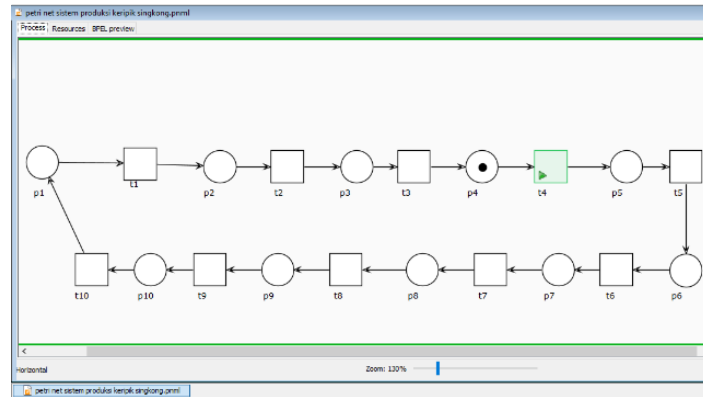 petri net sistem produksi keripik singkong.pnml
Process Resources BPEL preview
p1 t1 p2 t2 p3 t3 p4 t4 p5 t5
t10 p10 t9 p9 t8 p8 t7 p7 t6 p6
Horizontal Zoom: 130%
petri net sistem produksi keripik singkong.pnml